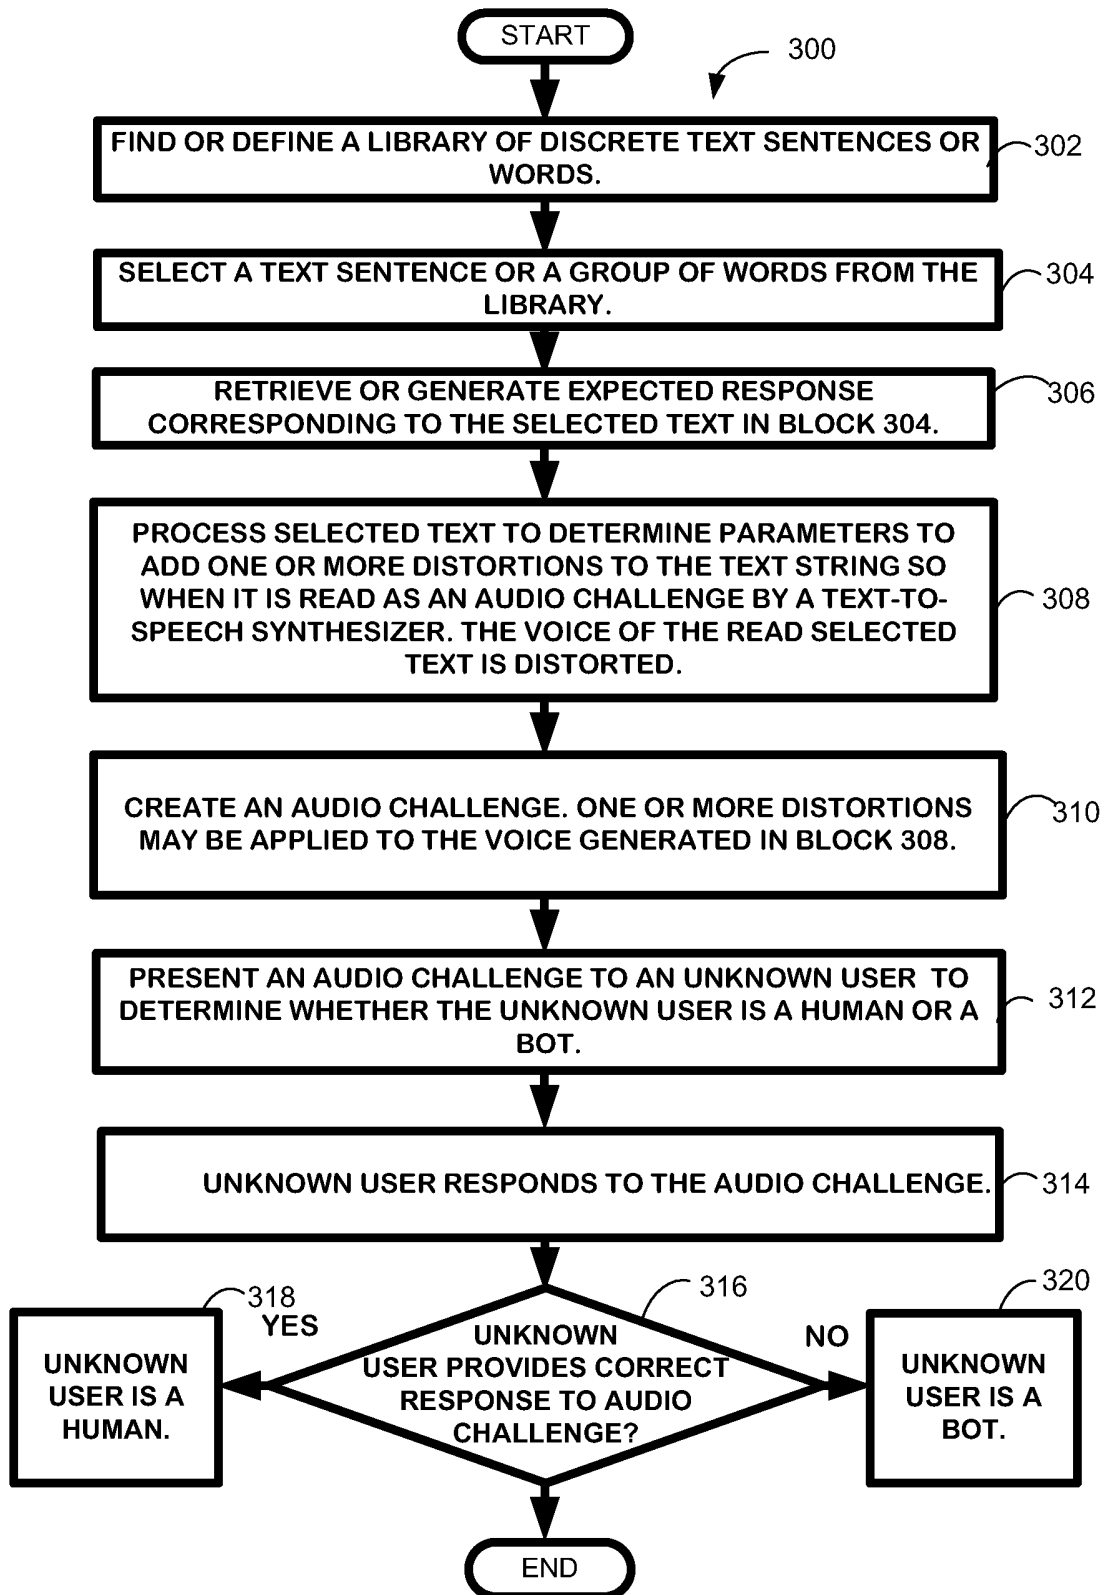 START
300
FIND OR DEFINE A LIBRARY OF DISCRETE TEXT SENTENCES OR
WORDS.
302
SELECT A TEXT SENTENCE OR A GROUP OF WORDS FROM THE
LIBRARY.
304
RETRIEVE OR GENERATE EXPECTED RESPONSE
CORRESPONDING TO THE SELECTED TEXT IN BLOCK 304.
306
PROCESS SELECTED TEXT TO DETERMINE PARAMETERS TO
ADD ONE OR MORE DISTORTIONS TO THE TEXT STRING SO
WHEN IT IS READ AS AN AUDIO CHALLENGE BY A TEXT-TO-
SPEECH SYNTHESIZER. THE VOICE OF THE READ SELECTED
TEXT IS DISTORTED.
308
CREATE AN AUDIO CHALLENGE. ONE OR MORE DISTORTIONS
MAY BE APPLIED TO THE VOICE GENERATED IN BLOCK 308.
310
PRESENT AN AUDIO CHALLENGE TO AN UNKNOWN USER TO
DETERMINE WHETHER THE UNKNOWN USER IS A HUMAN OR A
BOT.
312
UNKNOWN USER RESPONDS TO THE AUDIO CHALLENGE.
314
316
UNKNOWN
USER PROVIDES CORRECT
RESPONSE TO AUDIO
CHALLENGE?
318
YES
UNKNOWN
USER IS A
HUMAN.
320
NO
UNKNOWN
USER IS A
BOT.
END